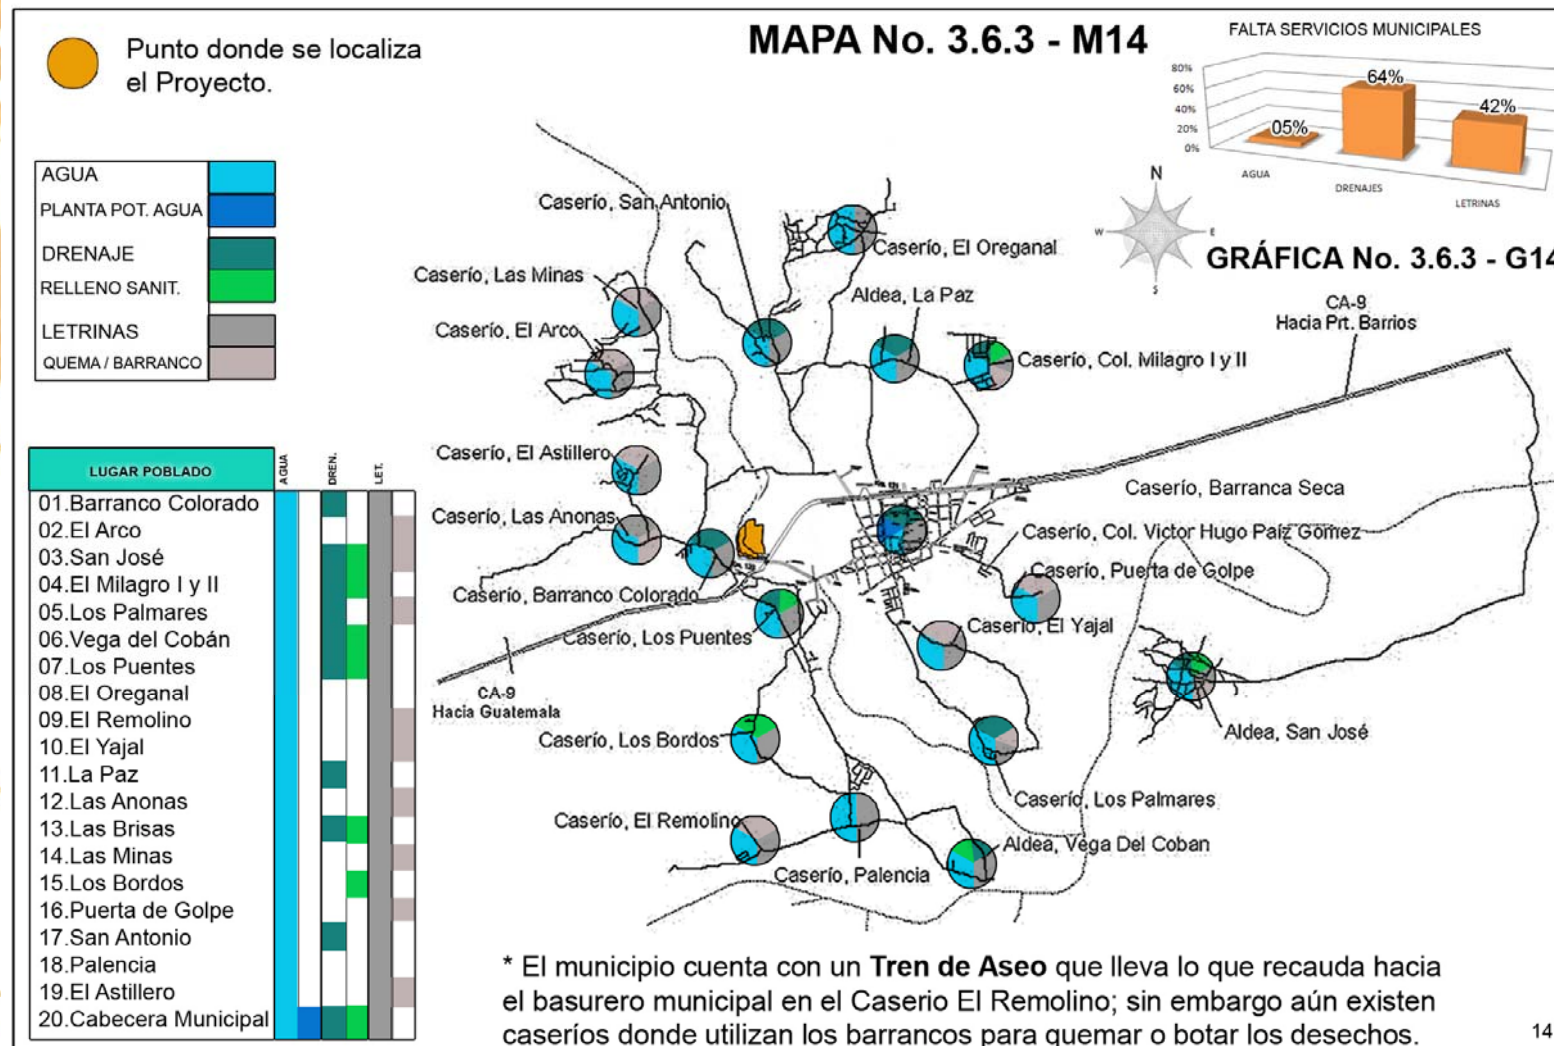 Punto donde se localiza
el Proyecto.
MAPA No. 3.6.3 - M14
FALTA SERVICIOS MUNICIPALES
80%
60%
40%
20%
0%
05%
64%
42%
AGUA
DRENAJES
LETRINAS
N
W
E
S
GRÁFICA No. 3.6.3 - G14
AGUA
PLANTA POT. AGUA
DRENAJE
RELLENO SANIT.
LETRINAS
QUEMA / BARRANCO
Caserío, San Antonio
Caserío, El Oreganal
Caserío, Las Minas
Aldea, La Paz
CA-9
Hacia Prt. Barrios
Caserío, El Arco
Caserío, Col. Milagro I y II
Caserío, El Astillero
Caserío, Barranca Seca
Caserío, Las Anonas
Caserío, Col. Victor Hugo Paíz Gómez
Caserío, Puerta de Golpe
Caserío, Barranco Colorado
Caserío, Los Puentes
Caserío, El Yajal
CA-9
Hacia Guatemala
Caserío, Los Bordos
Aldea, San José
Caserío, Los Palmares
Caserío, El Remolino
Aldea, Vega Del Coban
Caserío, Palencia
LUGAR POBLADO
AGUA
DREN.
LET.
01.Barranco Colorado
02.El Arco
03.San José
04.El Milagro I y II
05.Los Palmares
06.Vega del Cobán
07.Los Puentes
08.El Oreganal
09.El Remolino
10.El Yajal
11.La Paz
12.Las Anonas
13.Las Brisas
14.Las Minas
15.Los Bordos
16.Puerta de Golpe
17.San Antonio
18.Palencia
19.El Astillero
20.Cabecera Municipal
* El municipio cuenta con un Tren de Aseo que lleva lo que recauda hacia
el basurero municipal en el Caserio El Remolino; sin embargo aún existen
caseríos donde utilizan los barrancos para quemar o botar los desechos.
14